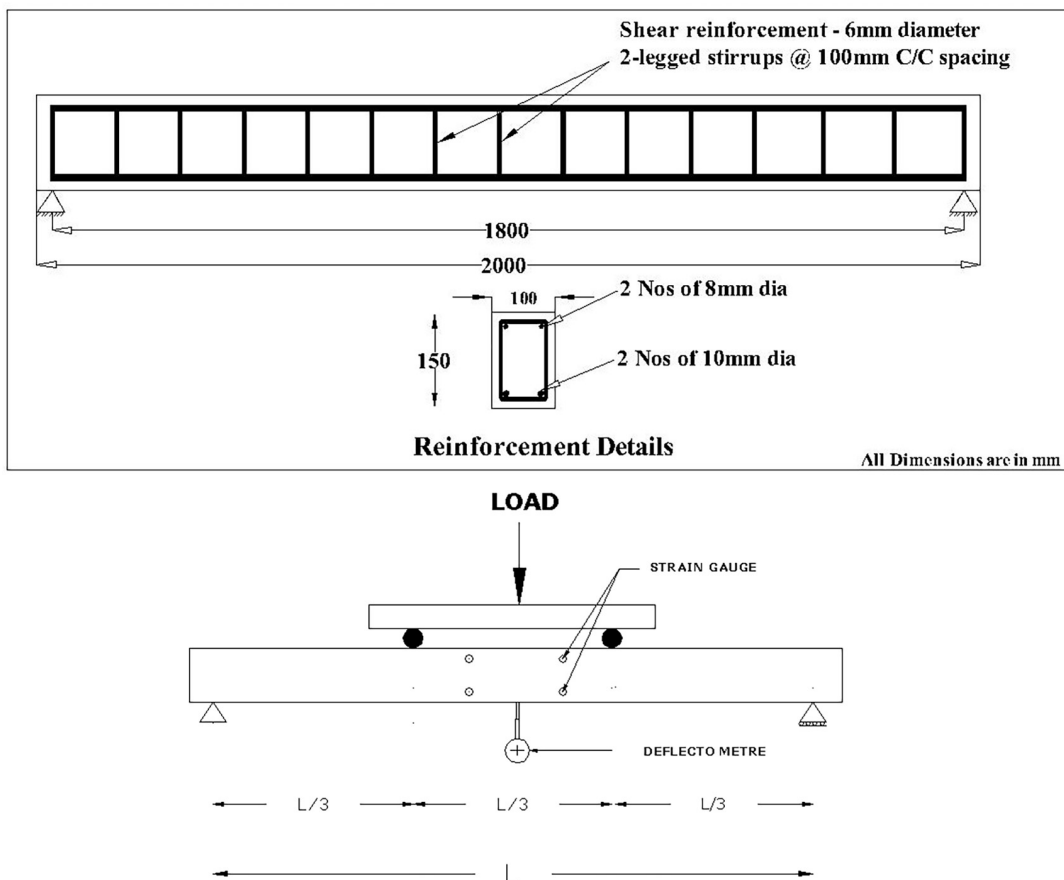 Shear reinforcement - 6mm diameter
2-legged stirrups @ 100mm C/C spacing
1800
2000
100
2 Nos of 8mm dia
150
2 Nos of 10mm dia
Reinforcement Details
All Dimensions are in mm
LOAD
STRAIN GAUGE
DEFLECTO METRE
L/3
L/3
L/3
L